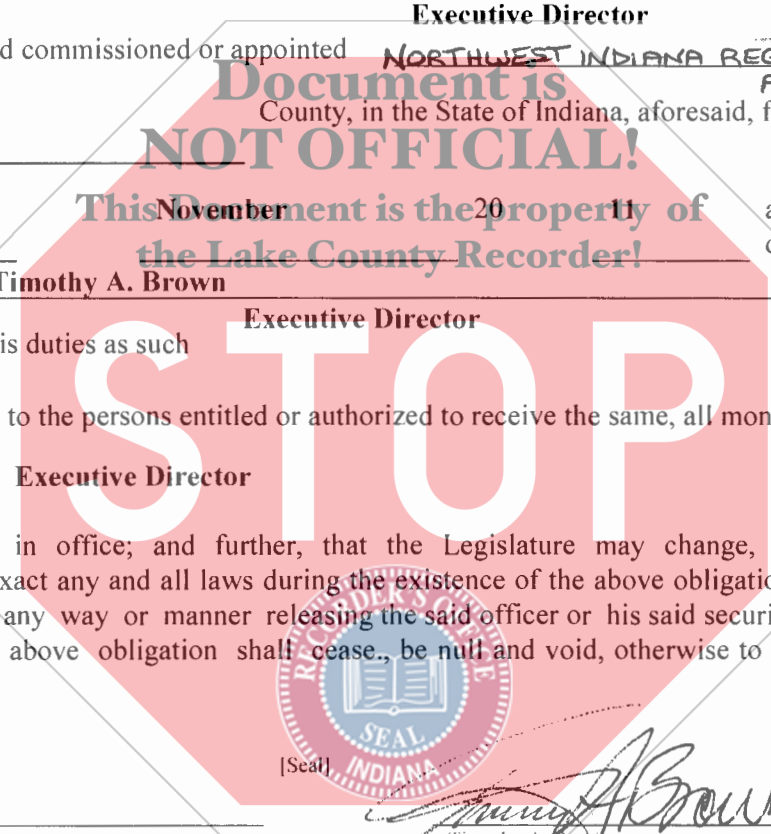 Executive Director
d commissioned or appointed NORTHWEST INDIANA REG
Document is
County, in the State of Indiana, aforesaid, f
NOT OFFICIAL!
November 20 11 a
This Document is the property of
the Lake County Recorder!
Timothy A. Brown
Executive Director
is duties as such
STOP
to the persons entitled or authorized to receive the same, all mon
Executive Director
in office; and further, that the Legislature may change,
xact any and all laws during the existence of the above obligatio
any way or manner releasing the said officer or his said securi
above obligation shall cease., be null and void, otherwise to
RECORDER'S OFFICE
SEAL
INDIANA
[Seal]